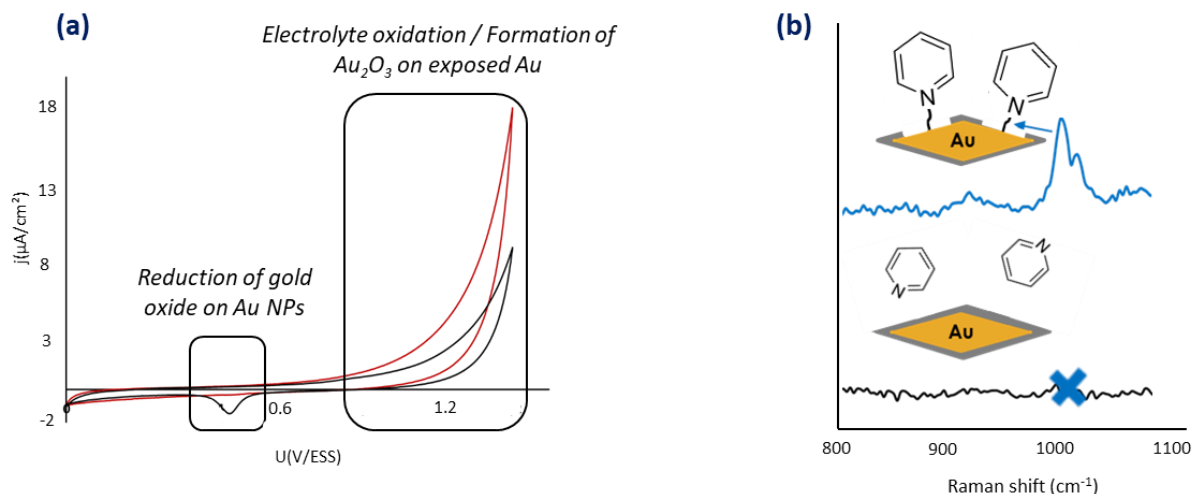 (a)
Electrolyte oxidation / Formation of
Au₂O₃ on exposed Au
18
13
8
3
-2
j(µA/cm²)
Reduction of gold
oxide on Au NPs
0
0.6
1.2
U(V/ESS)
(b)
N
N
Au
N
N
Au
800
900
1000
1100
Raman shift (cm⁻¹)